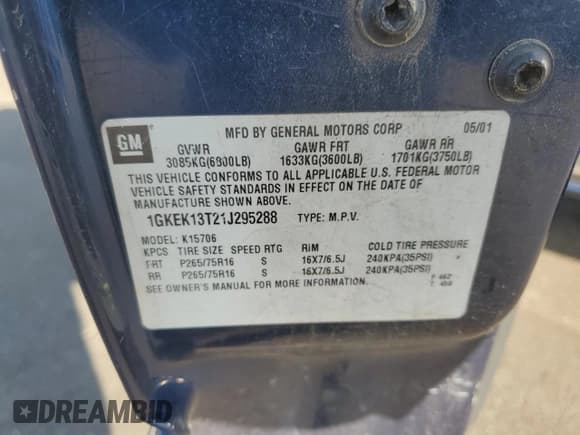 GM
MFD BY GENERAL MOTORS CORP 05/01
GVWR GAWR FRT GAWR RR
3085KG(6800LB) 1633KG(3600LB) 1701KG(3750LB)
THIS VEHICLE CONFORMS TO ALL APPLICABLE U.S. FEDERAL MOTOR
VEHICLE SAFETY STANDARDS IN EFFECT ON THE DATE OF
MANUFACTURE SHOWN ABOVE.
1GKEK13T21J295288 TYPE: M.P.V.
MODEL: K15706
KPCS TIRE SIZE SPEED RTG RIM COLD TIRE PRESSURE
FRT P265/75R16 S 16X7/6.5J 240KPA(35PSI)
RR P265/75R16 S 16X7/6.5J 240KPA(35PSI)
SEE OWNER'S MANUAL FOR MORE INFORMATION.
DREAMBID